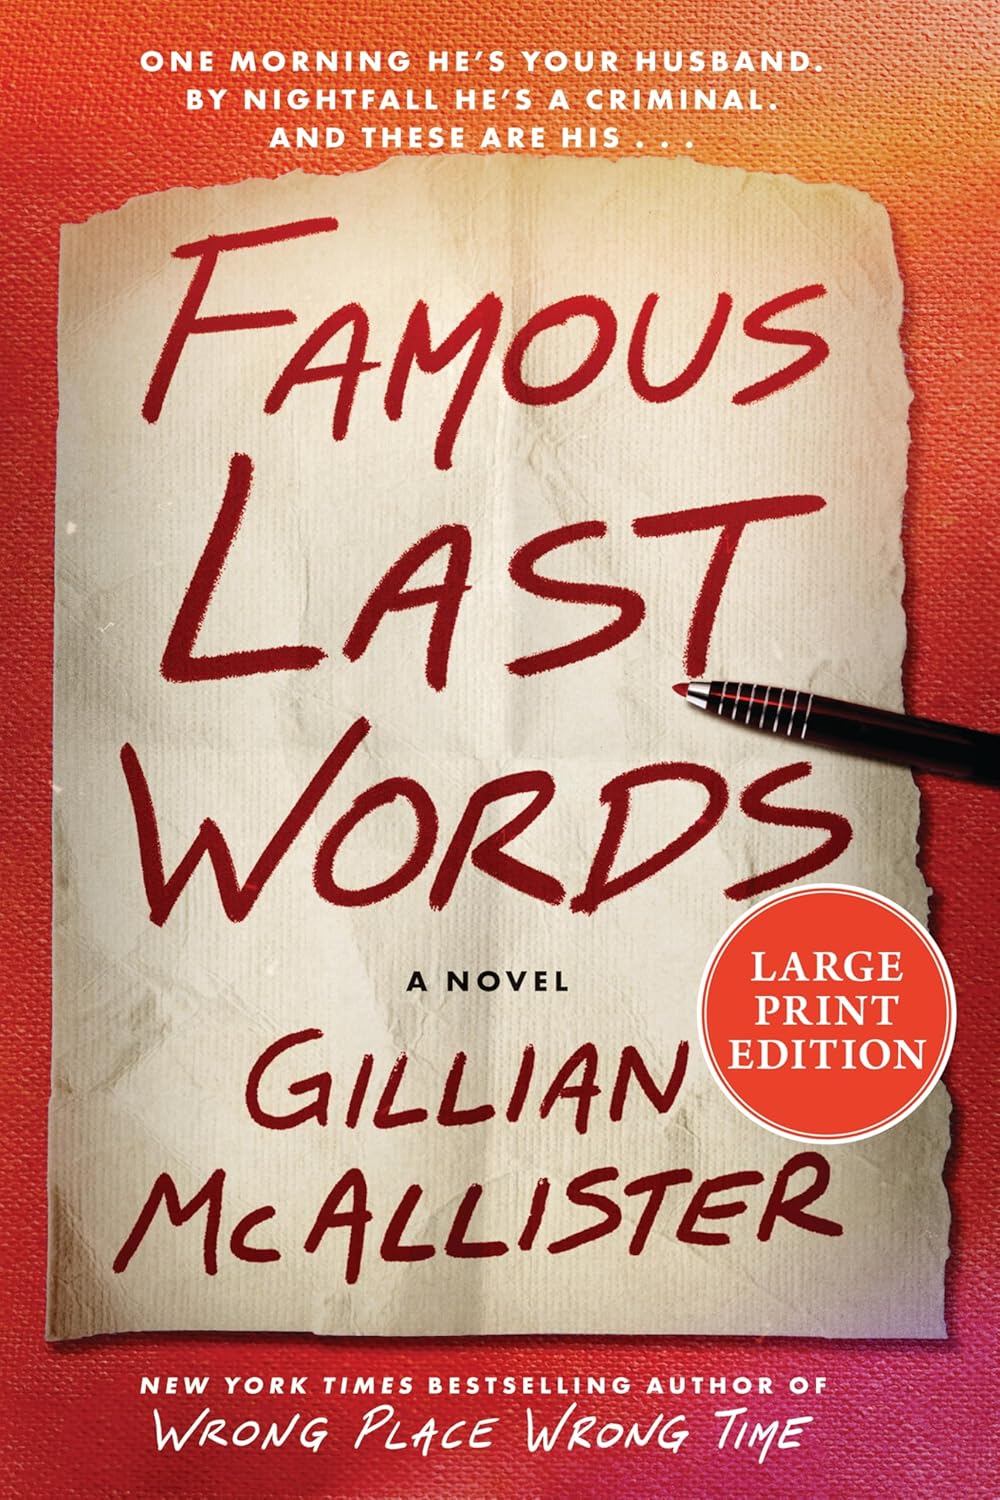 ONE MORNING HE'S YOUR HUSBAND.
BY NIGHTFALL HE'S A CRIMINAL.
AND THESE ARE HIS . . .
FAMOUS
LAST
WORDS
A NOVEL
LARGE
PRINT
EDITION
GILLIAN
McALLISTER
NEW YORK TIMES BESTSELLING AUTHOR OF
WRONG PLACE WRONG TIME